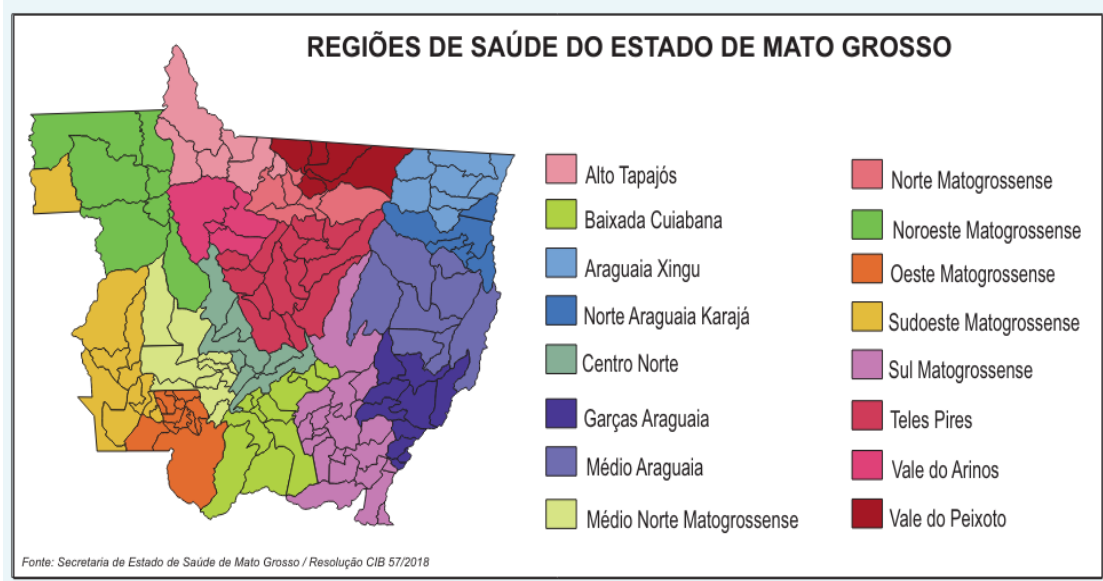 REGIÕES DE SAÚDE DO ESTADO DE MATO GROSSO
Alto Tapajós
Baixada Cuiabana
Araguaia Xingu
Norte Araguaia Karajá
Centro Norte
Garças Araguaia
Médio Araguaia
Médio Norte Matogrossense
Norte Matogrossense
Noroeste Matogrossense
Oeste Matogrossense
Sudoeste Matogrossense
Sul Matogrossense
Teles Pires
Vale do Arinos
Vale do Peixoto
Fonte: Secretaria de Estado de Saúde de Mato Grosso / Resolução CIB 57/2018